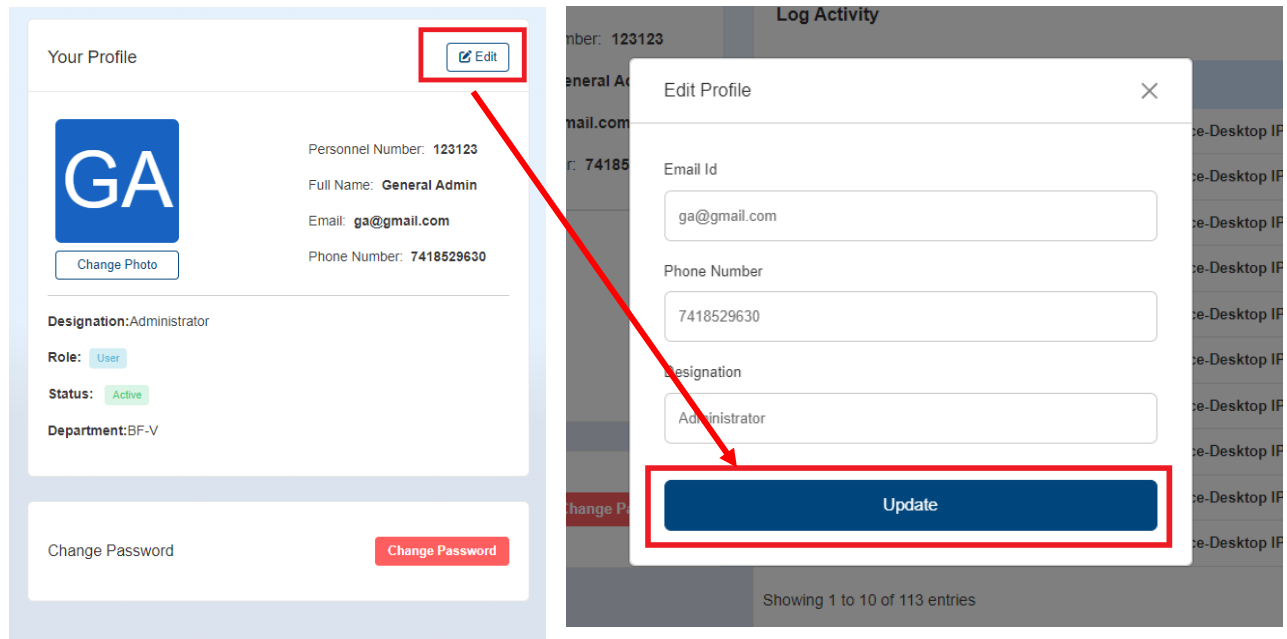 Your Profile
Edit
GA
Change Photo
Personnel Number: 123123
Full Name: General Admin
Email: ga@gmail.com
Phone Number: 7418529630
Designation:Administrator
Role: User
Status: Active
Department:BF-V
Change Password
Change Password
Log Activity
mber: 123123
eneral Ad
mail.com
r: 74185
Change Pa
Edit Profile
Email Id
ga@gmail.com
Phone Number
7418529630
Designation
Administrator
Update
ce-Desktop IP
ce-Desktop IP
ce-Desktop IP
ce-Desktop IP
ce-Desktop IP
ce-Desktop IP
ce-Desktop IP
ce-Desktop IP
ce-Desktop IP
ce-Desktop IP
Showing 1 to 10 of 113 entries